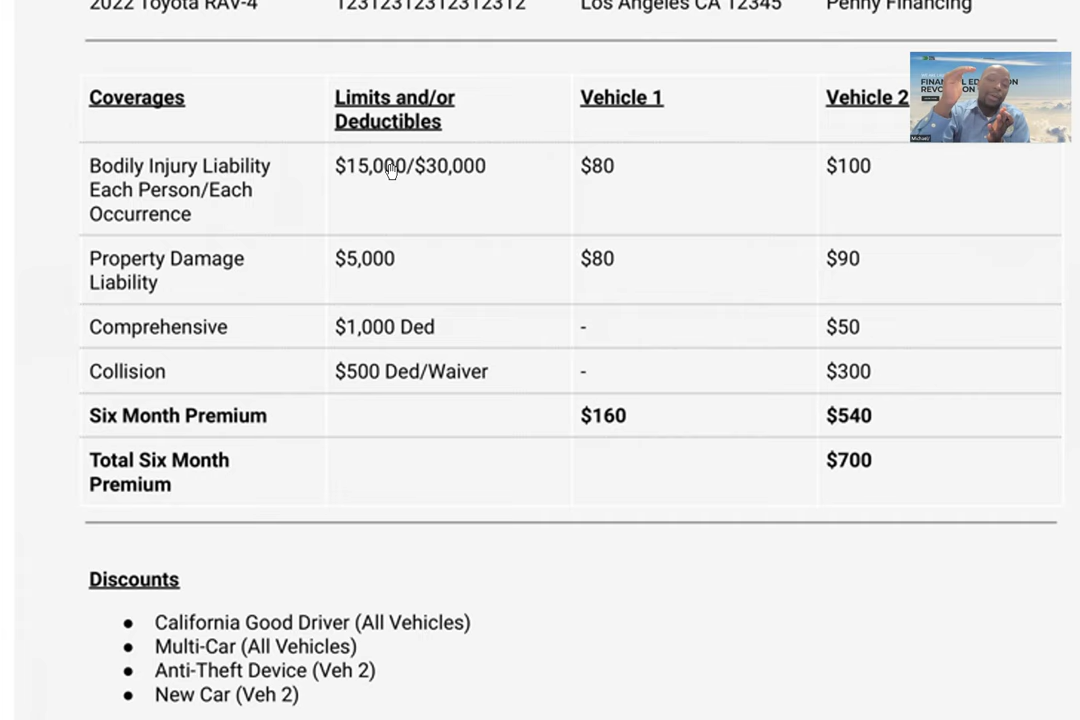 2022 Toyota RAV-4 12312312312312312 Los Angeles CA 12345 Penny Financing
Coverages Limits and/or Deductibles Vehicle 1 Vehicle 2
Bodily Injury Liability Each Person/Each Occurrence $15,000/$30,000 $80 $100
Property Damage Liability $5,000 $80 $90
Comprehensive $1,000 Ded - $50
Collision $500 Ded/Waiver - $300
Six Month Premium $160 $540
Total Six Month Premium $700
Discounts
● California Good Driver (All Vehicles)
● Multi-Car (All Vehicles)
● Anti-Theft Device (Veh 2)
● New Car (Veh 2)